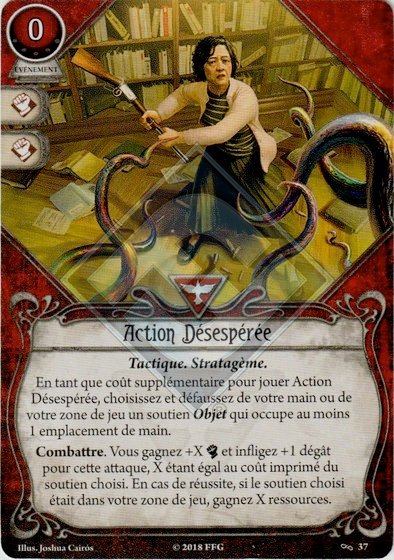 0
ÉVÉNEMENT
Action Désespérée
Tactique. Stratagème.
En tant que coût supplémentaire pour jouer Action
Désespérée, choisissez et défaussez de votre main ou de
votre zone de jeu un soutien Objet qui occupe au moins
1 emplacement de main.
Combattre. Vous gagnez +X et infligez +1 dégât
pour cette attaque, X étant égal au coût imprimé du
soutien choisi. En cas de réussite, si le soutien choisi
était dans votre zone de jeu, gagnez X ressources.
Illus. Joshua Cairós © 2018 FFG 37